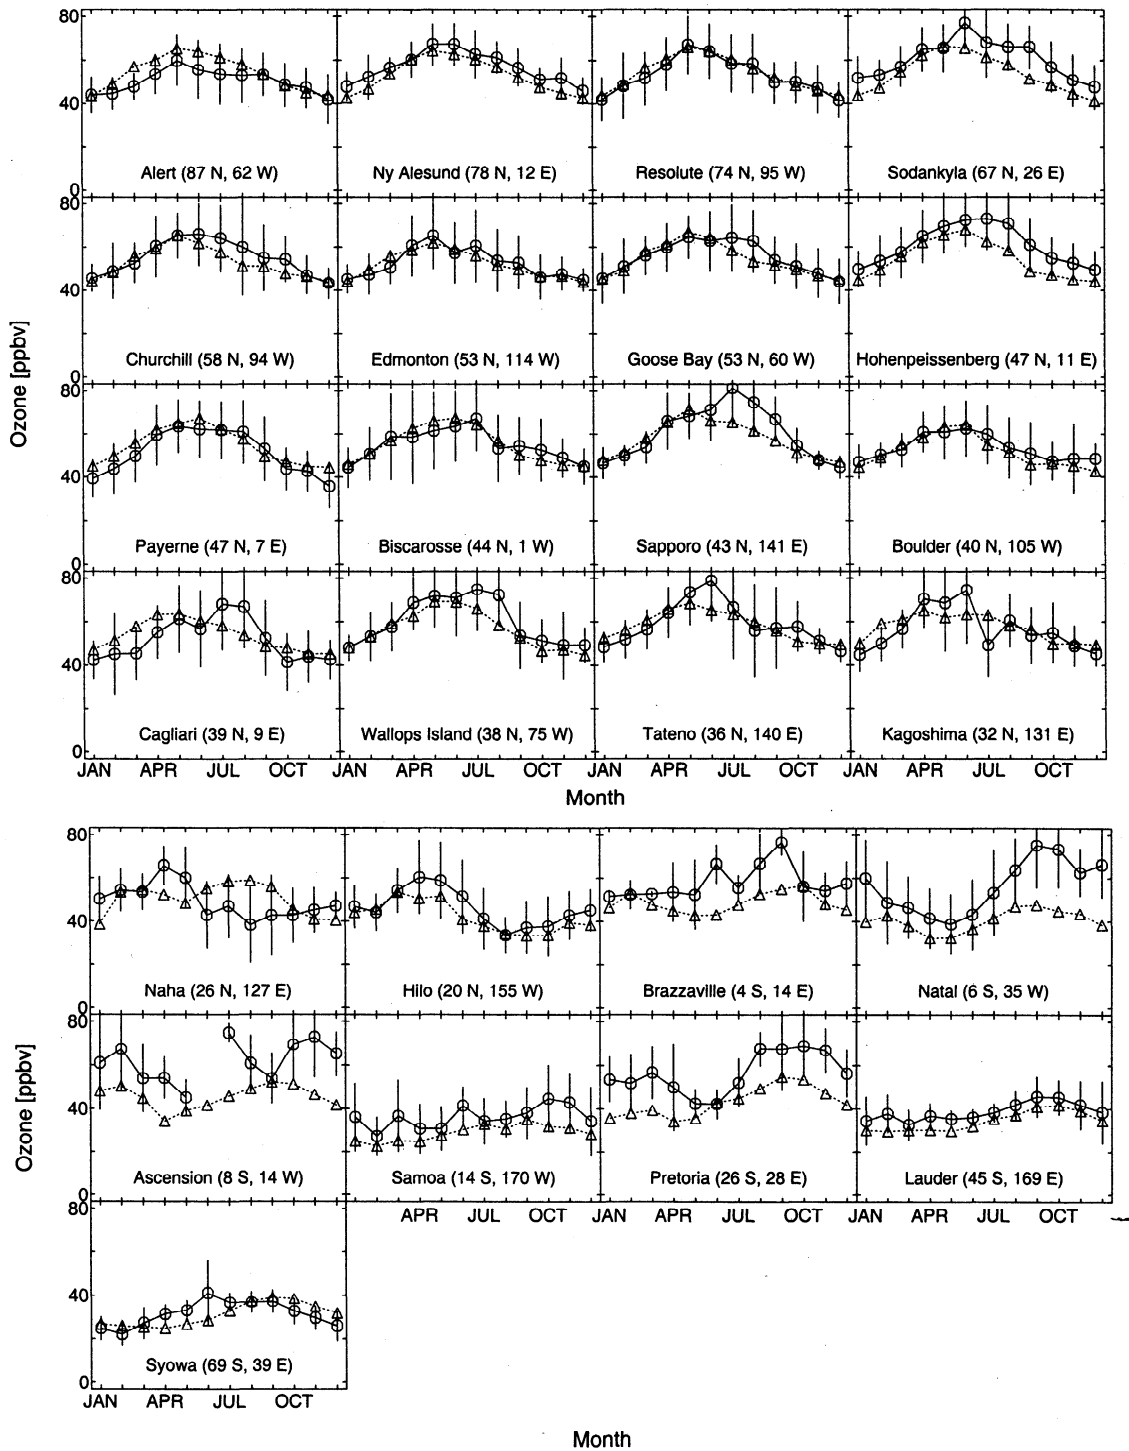 80
40
0
Alert (87 N, 62 W)
Ny Alesund (78 N, 12 E)
Resolute (74 N, 95 W)
Sodankyla (67 N, 26 E)
80
40
0
Churchill (58 N, 94 W)
Edmonton (53 N, 114 W)
Goose Bay (53 N, 60 W)
Hohenpeissenberg (47 N, 11 E)
Ozone [ppbv]
80
40
0
Payerne (47 N, 7 E)
Biscarosse (44 N, 1 W)
Sapporo (43 N, 141 E)
Boulder (40 N, 105 W)
80
40
0
Cagliari (39 N, 9 E)
Wallops Island (38 N, 75 W)
Tateno (36 N, 140 E)
Kagoshima (32 N, 131 E)
JAN APR JUL OCT JAN APR JUL OCT JAN APR JUL OCT JAN APR JUL OCT
Month
80
40
0
Naha (26 N, 127 E)
Hilo (20 N, 155 W)
Brazzaville (4 S, 14 E)
Natal (6 S, 35 W)
Ozone [ppbv]
80
40
0
Ascension (8 S, 14 W)
Samoa (14 S, 170 W)
Pretoria (26 S, 28 E)
Lauder (45 S, 169 E)
APR JUL OCT JAN APR JUL OCT JAN APR JUL OCT
80
40
0
Syowa (69 S, 39 E)
JAN APR JUL OCT
Month